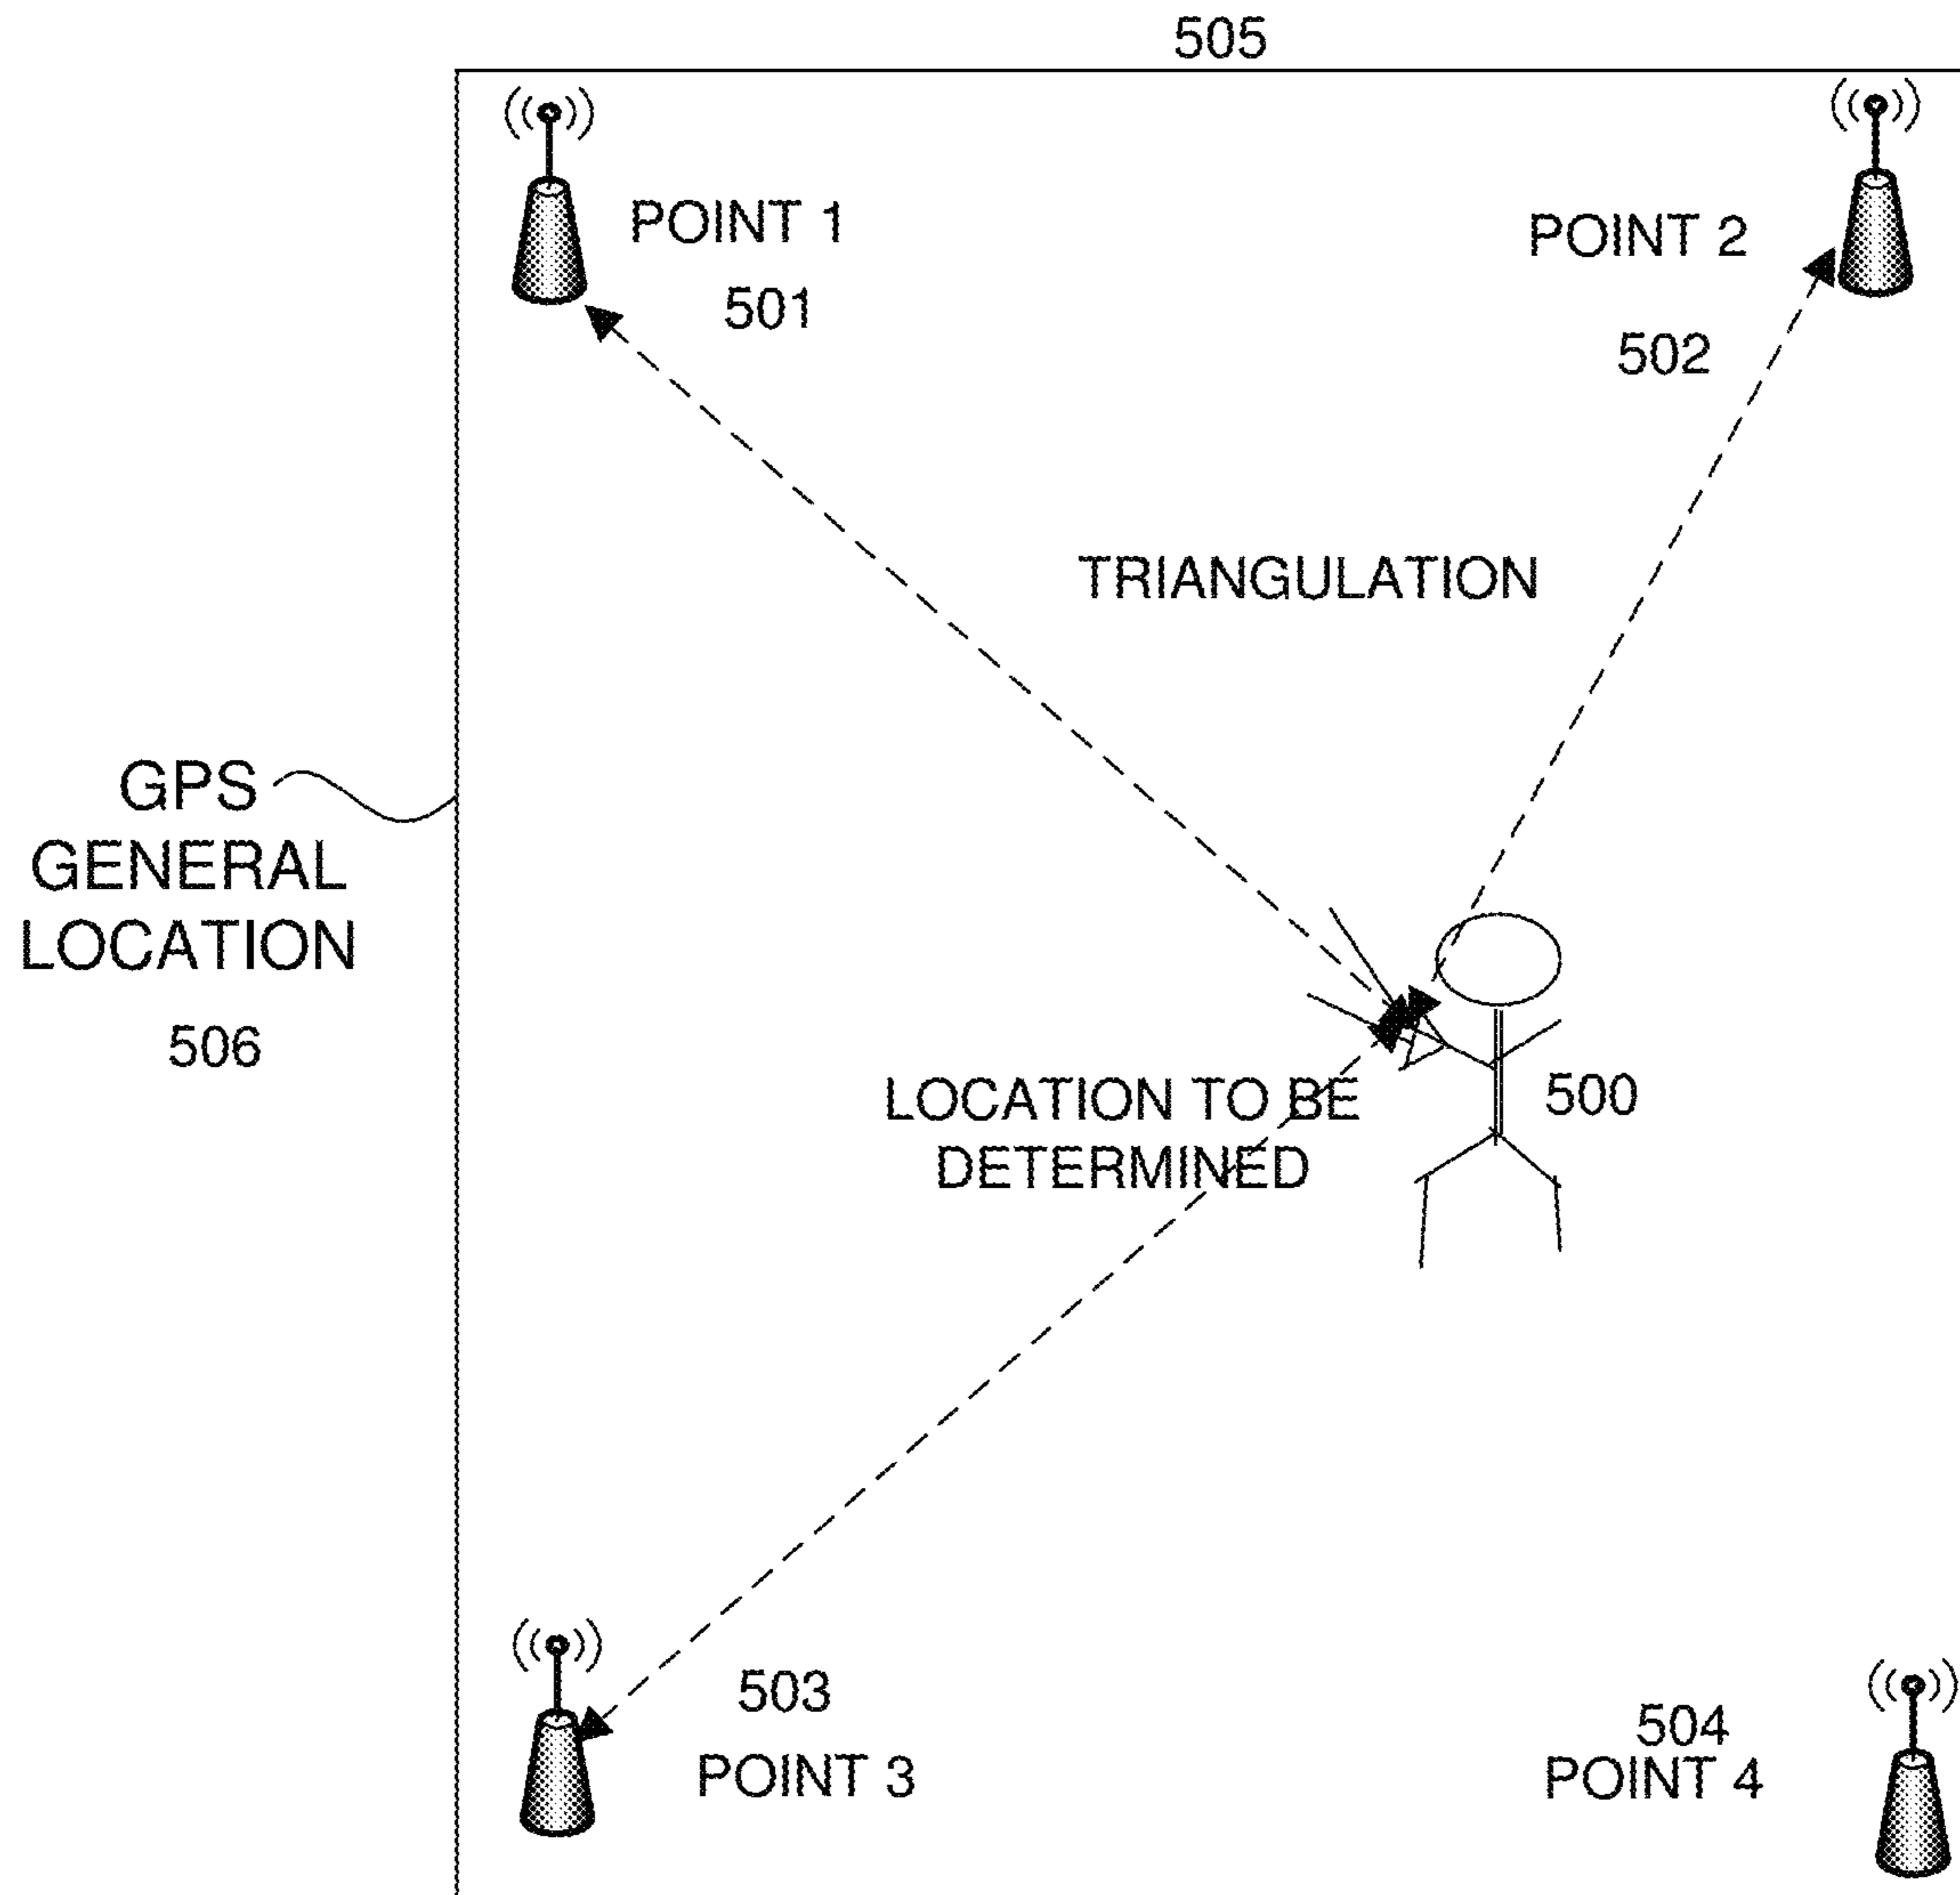 505
POINT 1
501
POINT 2
502
TRIANGULATION
GPS
GENERAL
LOCATION
506
LOCATION TO BE
DETERMINED
500
503
POINT 3
504
POINT 4